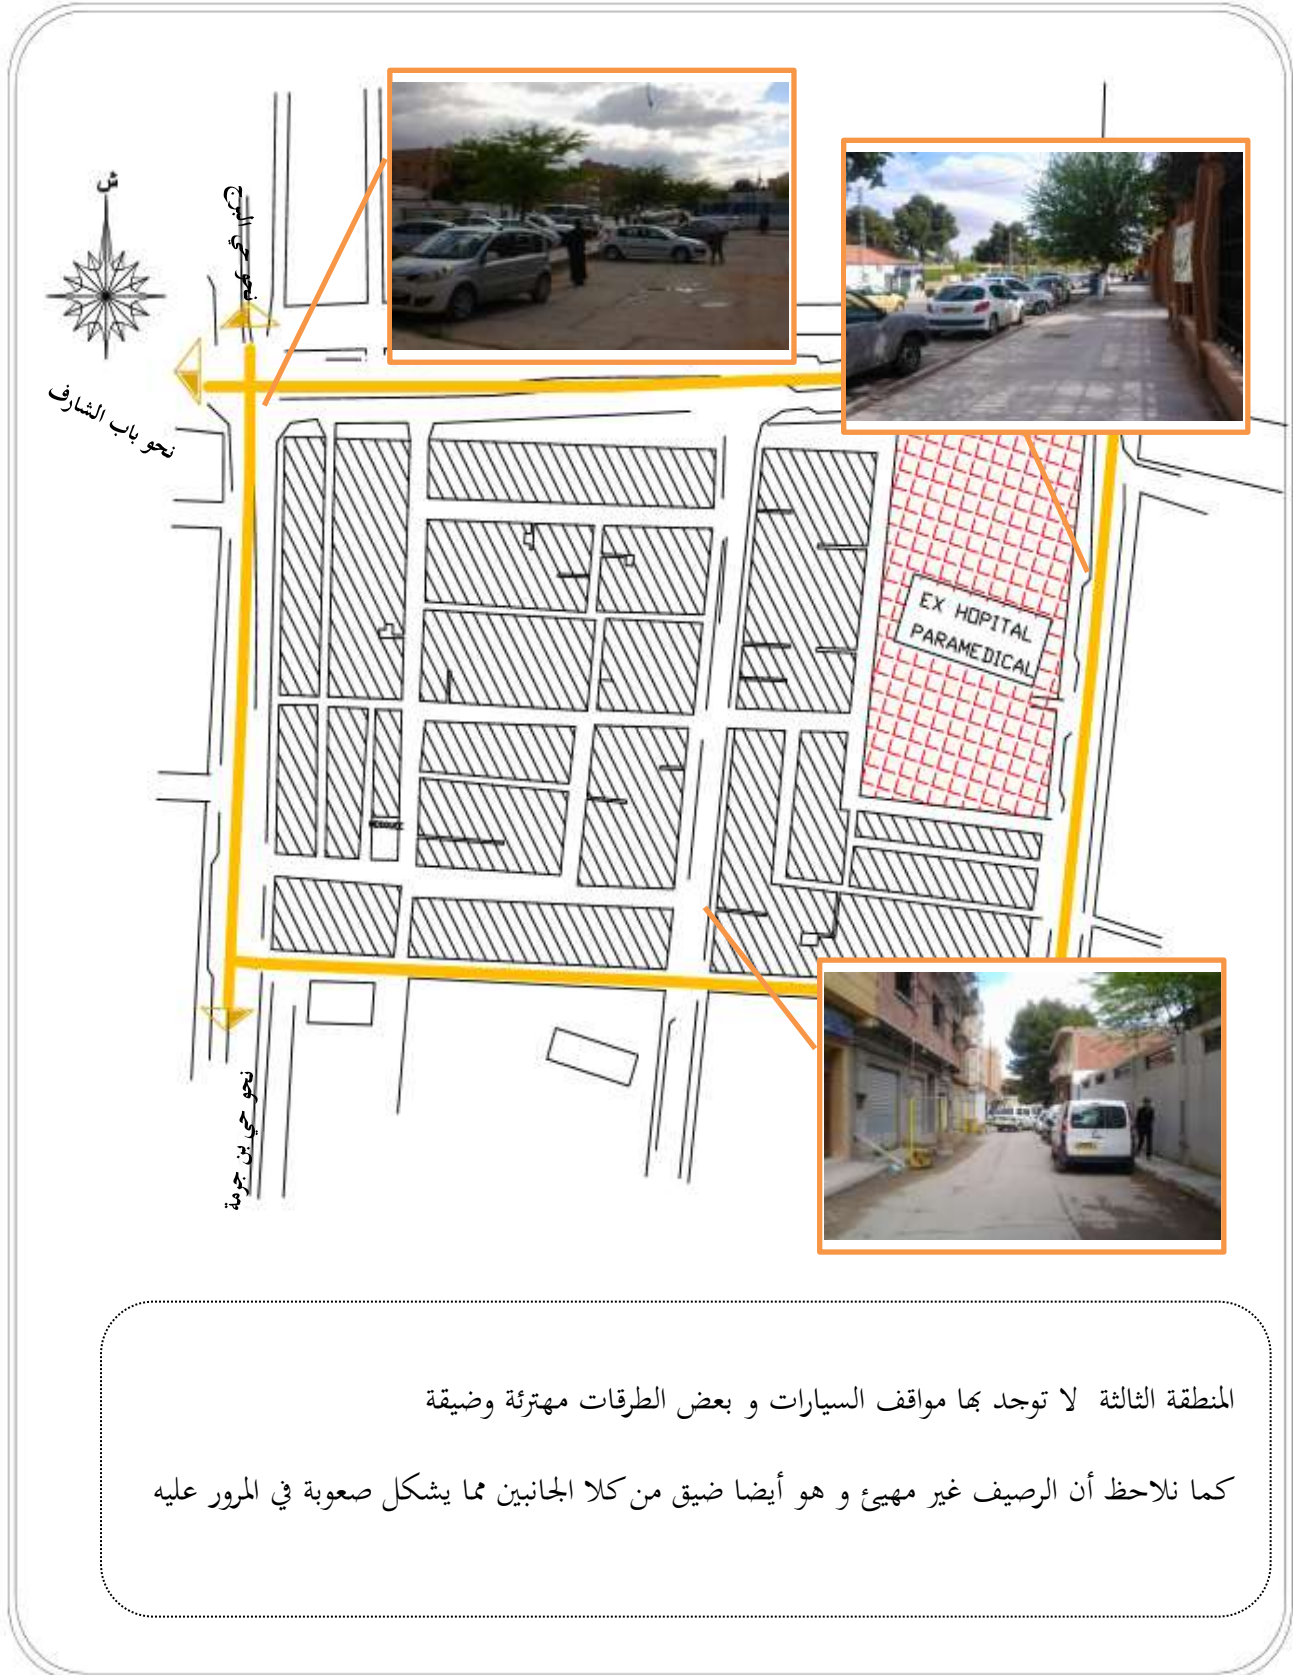 ش
نحو حي البرج
نحو باب الشارف
EX HOPITAL
PARAMEDICAL
MOSQUEE
نحو حي بن جرمة
المنطقة الثالثة لا توجد بها مواقف السيارات و بعض الطرقات مهترئة وضيقة
كما نلاحظ أن الرصيف غير مهيئ و هو أيضا ضيق من كلا الجانبين مما يشكل صعوبة في المرور عليه